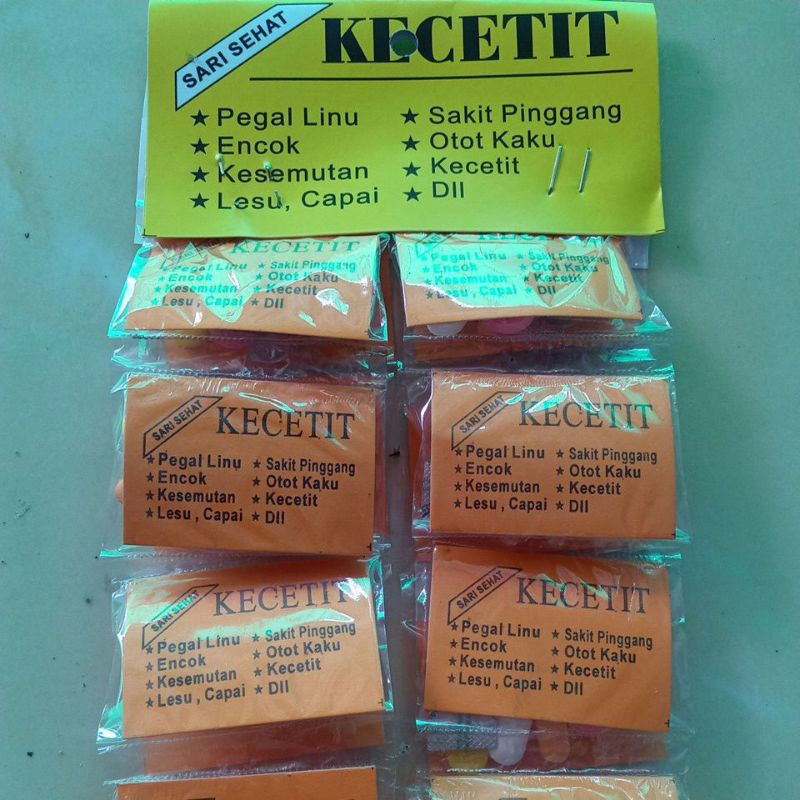 SARI SEHAT
KECETIT
★ Pegal Linu ★ Sakit Pinggang
★ Encok ★ Otot Kaku
★ Kesemutan ★ Kecetit
★ Lesu, Capai ★ Dll
KECETIT
★ Pegal Linu ★ Sakit Pinggang
★ Encok ★ Otot Kaku
★ Kesemutan ★ Kecetit
★ Lesu , Capai ★ Dll
KECETIT
★ Pegal Linu ★ Sakit Pinggang
★ Encok ★ Otot Kaku
★ Kesemutan ★ Kecetit
★ Lesu , Capai ★ Dll
SARI SEHAT
KECETIT
★ Pegal Linu ★ Sakit Pinggang
★ Encok ★ Otot Kaku
★ Kesemutan ★ Kecetit
★ Lesu , Capai ★ Dll
SARI SEHAT
KECETIT
★ Pegal Linu ★ Sakit Pinggang
★ Encok ★ Otot Kaku
★ Kesemutan ★ Kecetit
★ Lesu , Capai ★ Dll
SARI SEHAT
KECETIT
★ Pegal Linu ★ Sakit Pinggang
★ Encok ★ Otot Kaku
★ Kesemutan ★ Kecetit
★ Lesu , Capai ★ Dll
SARI SEHAT
KECETIT
★ Pegal Linu ★ Sakit Pinggang
★ Encok ★ Otot Kaku
★ Kesemutan ★ Kecetit
★ Lesu , Capai ★ Dll